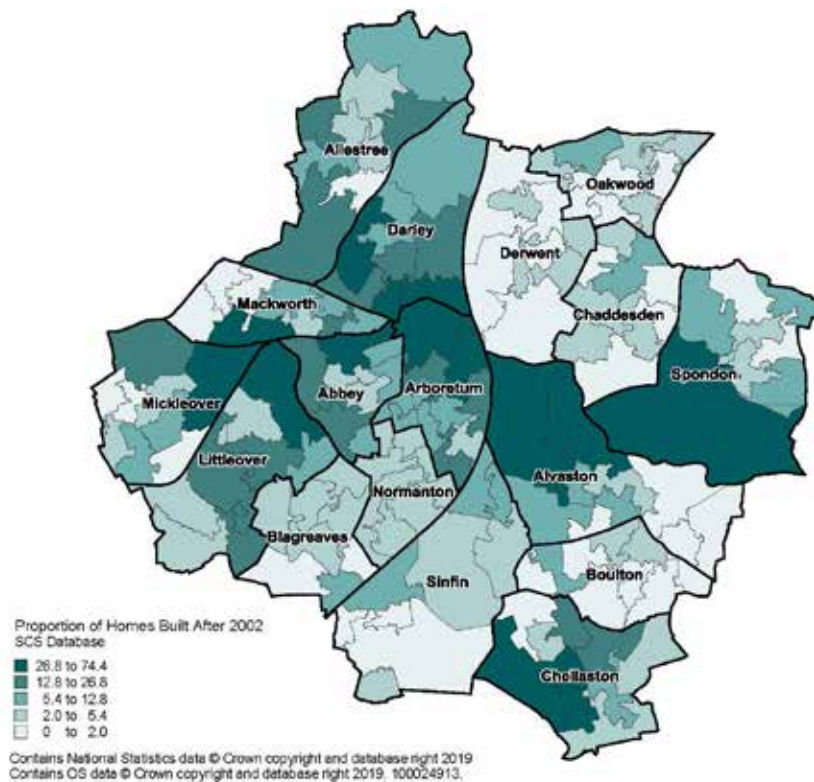 Allestree
Oakwood
Darley
Derwent
Mackworth
Chaddesden
Spondon
Mickleover
Abbey
Arboretum
Littleover
Alvaston
Normanton
Blagreaves
Sinfin
Boulton
Chellaston
Proportion of Homes Built After 2002
SCS Database
26.8 to 74.4
12.8 to 26.8
5.4 to 12.8
2.0 to 5.4
0 to 2.0
Contains National Statistics data © Crown copyright and database right 2019
Contains OS data © Crown copyright and database right 2019. 100024913.